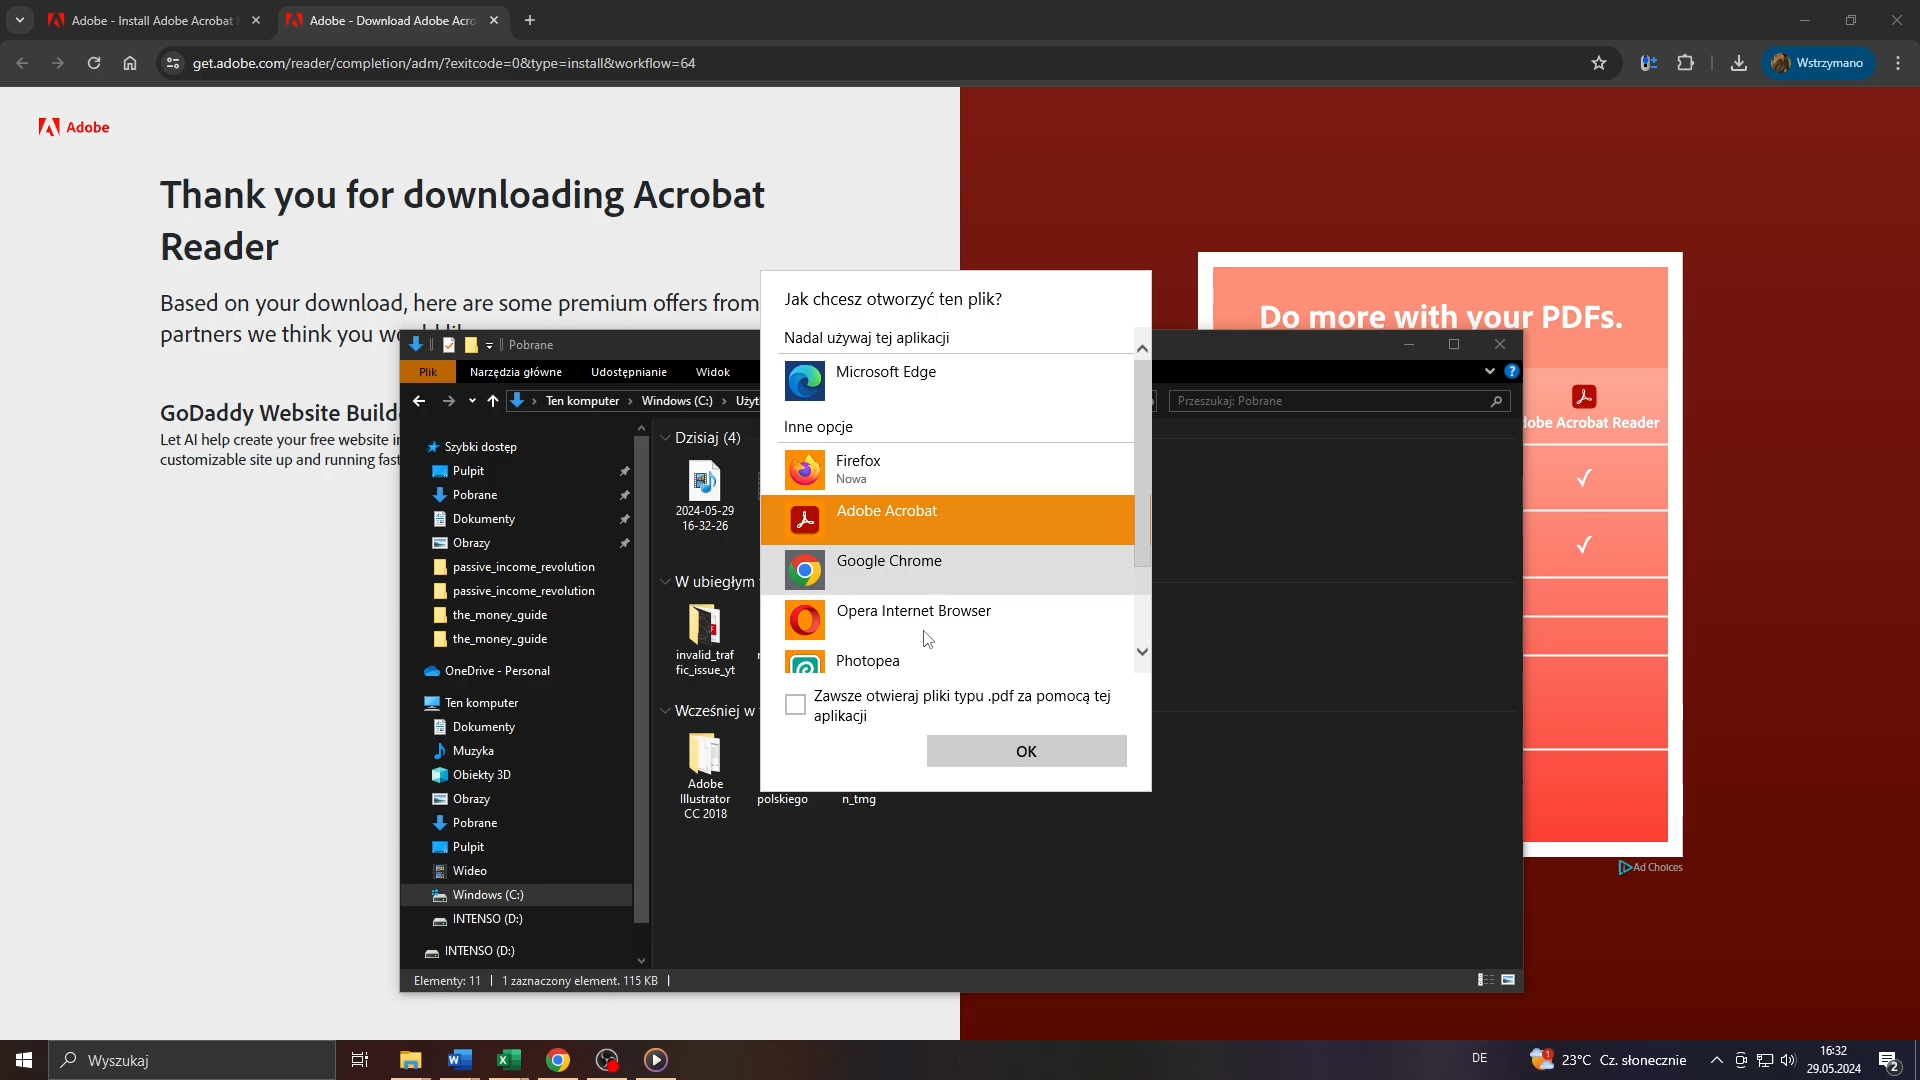 Adobe - Install Adobe Acrobat
Adobe - Download Adobe Acro
get.adobe.com/reader/completion/adm/?exitcode=0&type=install&workflow=64
Wstrzymano
Adobe
Thank you for downloading Acrobat
Reader
Based on your download, here are some premium offers from
partners we think you
GoDaddy Website Builde
Let AI help create your free website
customizable site up and running fast
Do more with your PDFs.
dobe Acrobat Reader
Ad Choices
Pobrane
Plik
Narzędzia główne
Udostępnianie
Widok
Ten komputer
Windows (C:)
Użyt
Przeszukaj: Pobrane
Szybki dostęp
Pulpit
Pobrane
Dokumenty
Obrazy
passive_income_revolution
passive_income_revolution
the_money_guide
the_money_guide
OneDrive - Personal
Ten komputer
Dokumenty
Muzyka
Obiekty 3D
Obrazy
Pobrane
Pulpit
Wideo
Windows (C:)
INTENSO (D:)
INTENSO (D:)
Dzisiaj (4)
2024-05-29
16-32-26
W ubiegłym
invalid_traf
fic_issue_yt
Wcześniej w
Adobe
Illustrator
CC 2018
polskiego
n_tmg
Elementy: 11
1 zaznaczony element. 115 KB
Jak chcesz otworzyć ten plik?
Nadal używaj tej aplikacji
Microsoft Edge
Inne opcje
Firefox
Nowa
Adobe Acrobat
Google Chrome
Opera Internet Browser
Photopea
Zawsze otwieraj pliki typu .pdf za pomocą tej
aplikacji
OK
Wyszukaj
DE
1
23°C Cz. słonecznie
16:32
29.05.2024
2